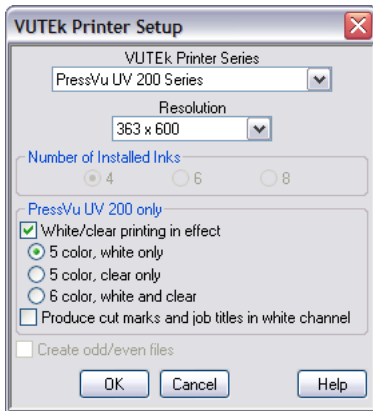 VUTEk Printer Setup
VUTEk Printer Series
PressVu UV 200 Series
Resolution
363 x 600
Number of Installed Inks
4 6 8
PressVu UV 200 only
White/clear printing in effect
5 color, white only
5 color, clear only
6 color, white and clear
Produce cut marks and job titles in white channel
Create odd/even files
OK Cancel Help